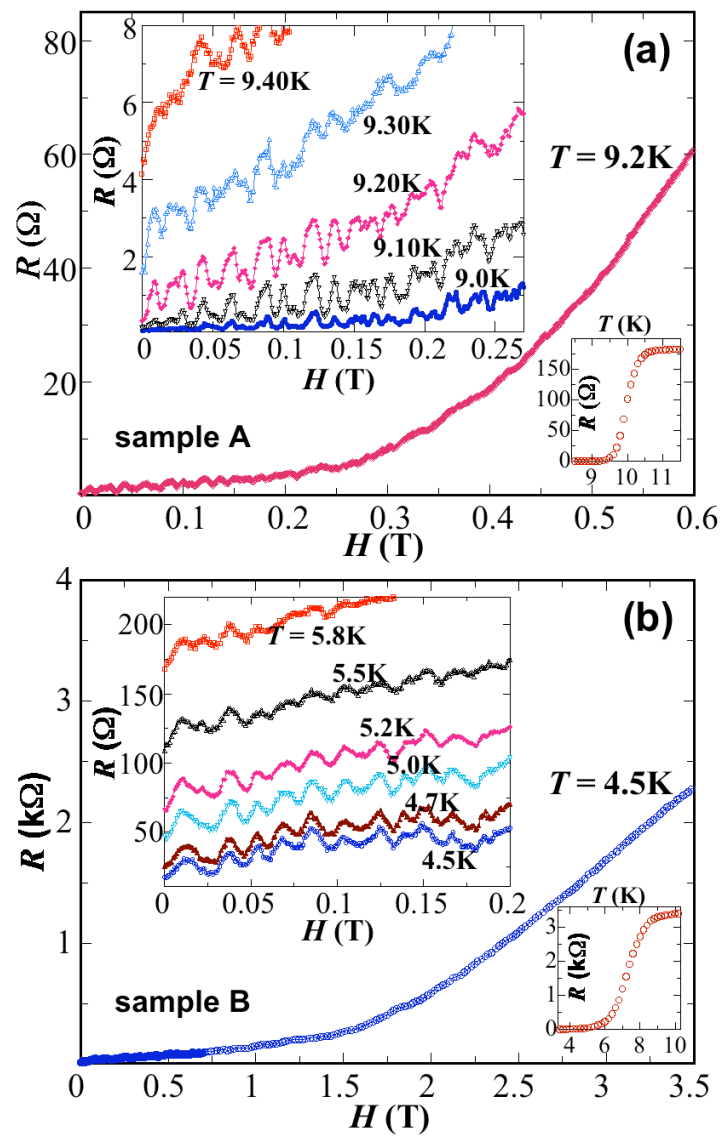 (a)
80
60
40
20
R (Ω)
0
0.1
0.2
0.3
0.4
0.5
0.6
H (T)
T = 9.2K
sample A
8
6
4
2
R (Ω)
T = 9.40K
9.30K
9.20K
9.10K
9.0K
0
0.05
0.1
0.15
0.2
0.25
H (T)
T (K)
150
100
50
0
R (Ω)
9
10
11
(b)
4
3
2
1
R (kΩ)
0
0.5
1
1.5
2
2.5
3
3.5
H (T)
T = 4.5K
sample B
200
150
100
50
R (Ω)
T = 5.8K
5.5K
5.2K
5.0K
4.7K
4.5K
0
0.05
0.1
0.15
0.2
H (T)
T (K)
3
2
1
0
R (kΩ)
4
6
8
10